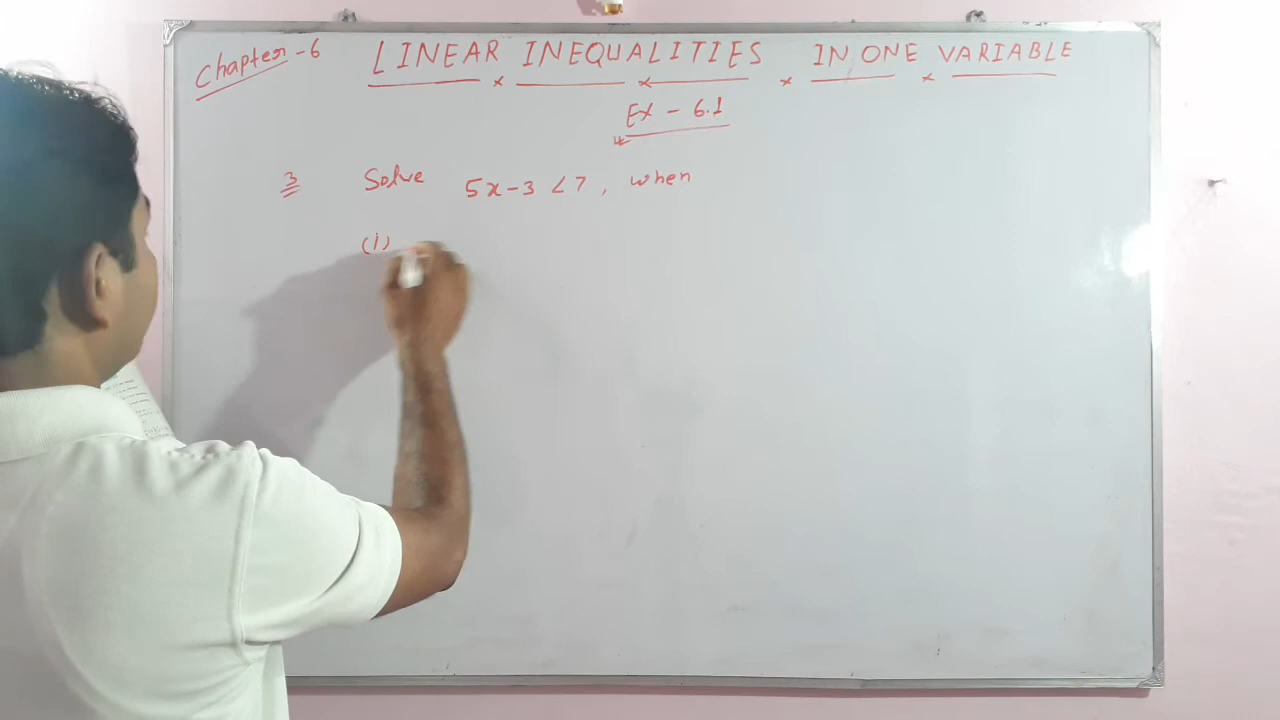 Chapter-6 LINEAR INEQUALITIES IN ONE VARIABLE
Ex - 6.1
3 Solve 5x-3 < 7, when
(i)